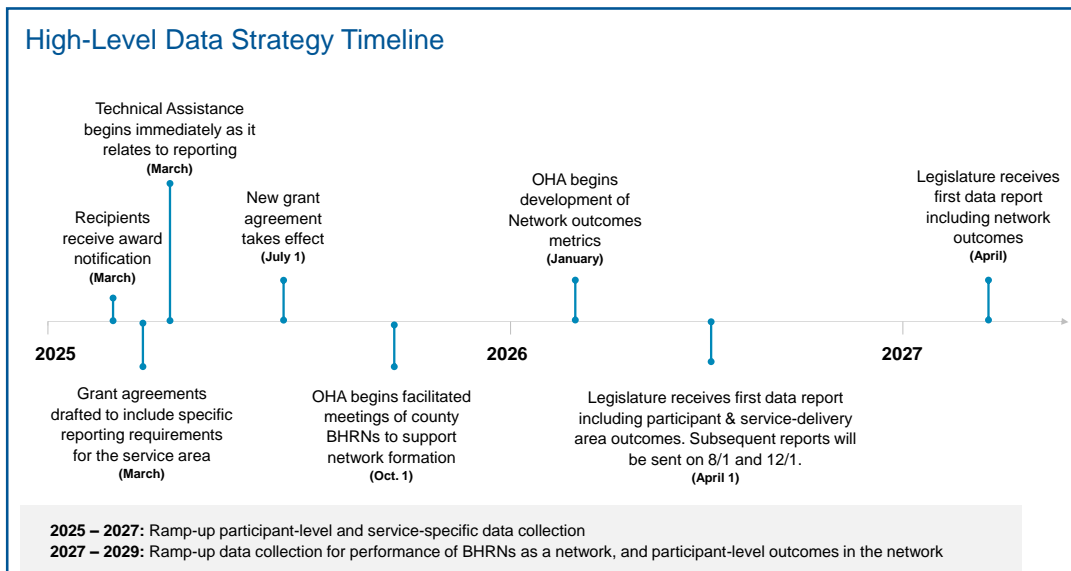 High-Level Data Strategy Timeline
Technical Assistance
begins immediately as it
relates to reporting
(March)
Recipients
receive award
notification
(March)
New grant
agreement
takes effect
(July 1)
OHA begins
development of
Network outcomes
metrics
(January)
Legislature receives
first data report
including network
outcomes
(April)
2025
2026
2027
Grant agreements
drafted to include specific
reporting requirements
for the service area
(March)
OHA begins facilitated
meetings of county
BHRNs to support
network formation
(Oct. 1)
Legislature receives first data report
including participant & service-delivery
area outcomes. Subsequent reports will
be sent on 8/1 and 12/1.
(April 1)
2025 – 2027: Ramp-up participant-level and service-specific data collection
2027 – 2029: Ramp-up data collection for performance of BHRNs as a network, and participant-level outcomes in the network